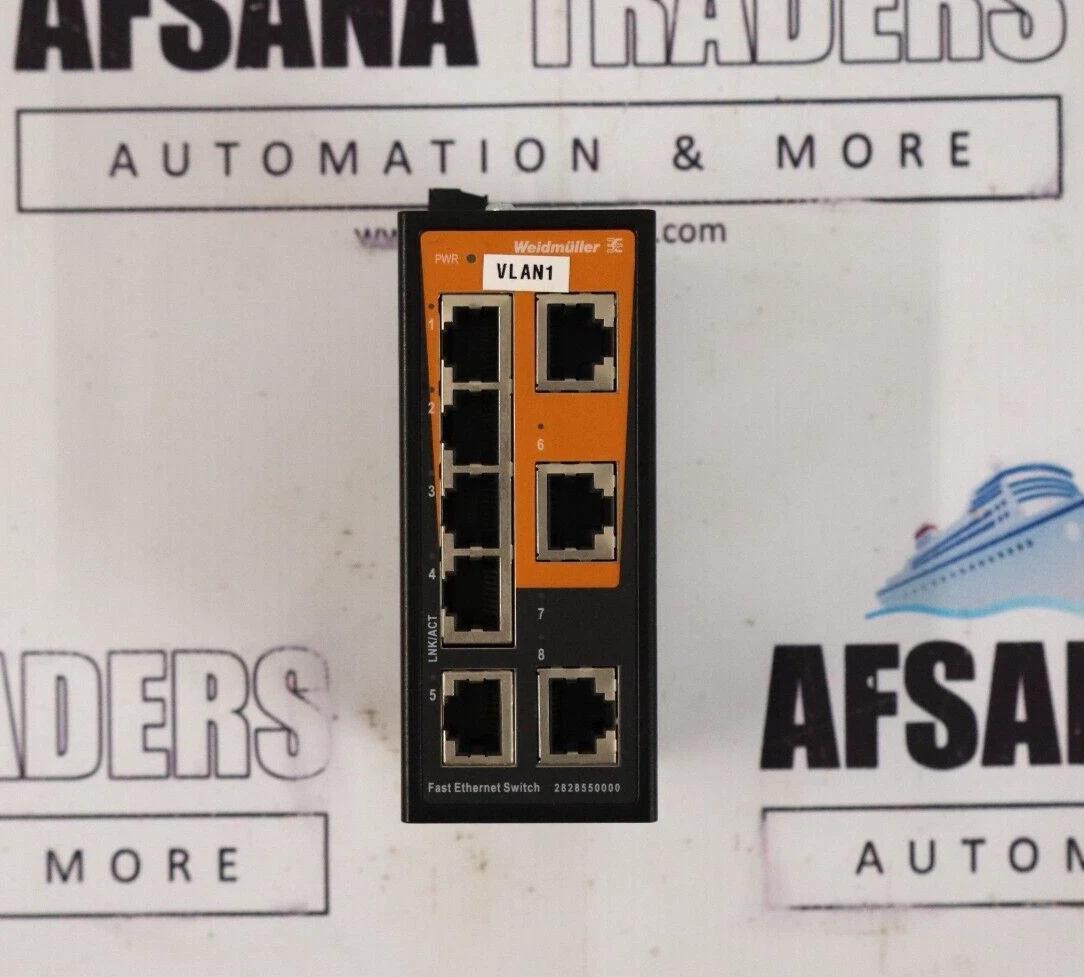 AFSANA TRADERS
AUTOMATION & MORE
.com
Weidmüller
PWR
VLAN1
1
2
6
3
4
7
LNK/ACT
8
5
Fast Ethernet Switch 2828550000
ADERS
AFSAN
MORE
AUTOM